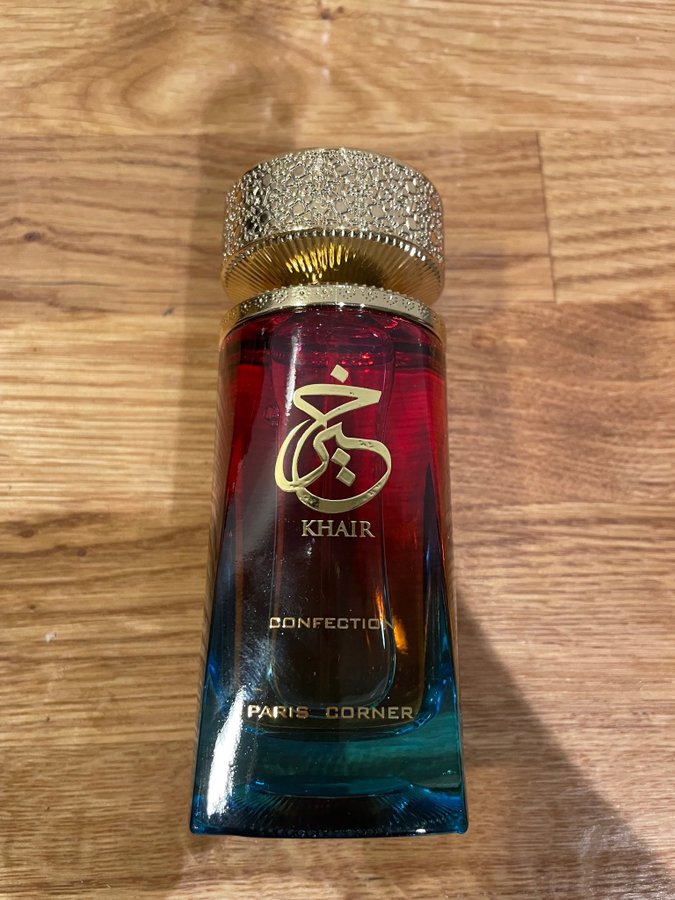 خير
KHAIR
CONFECTION
PARIS CORNER